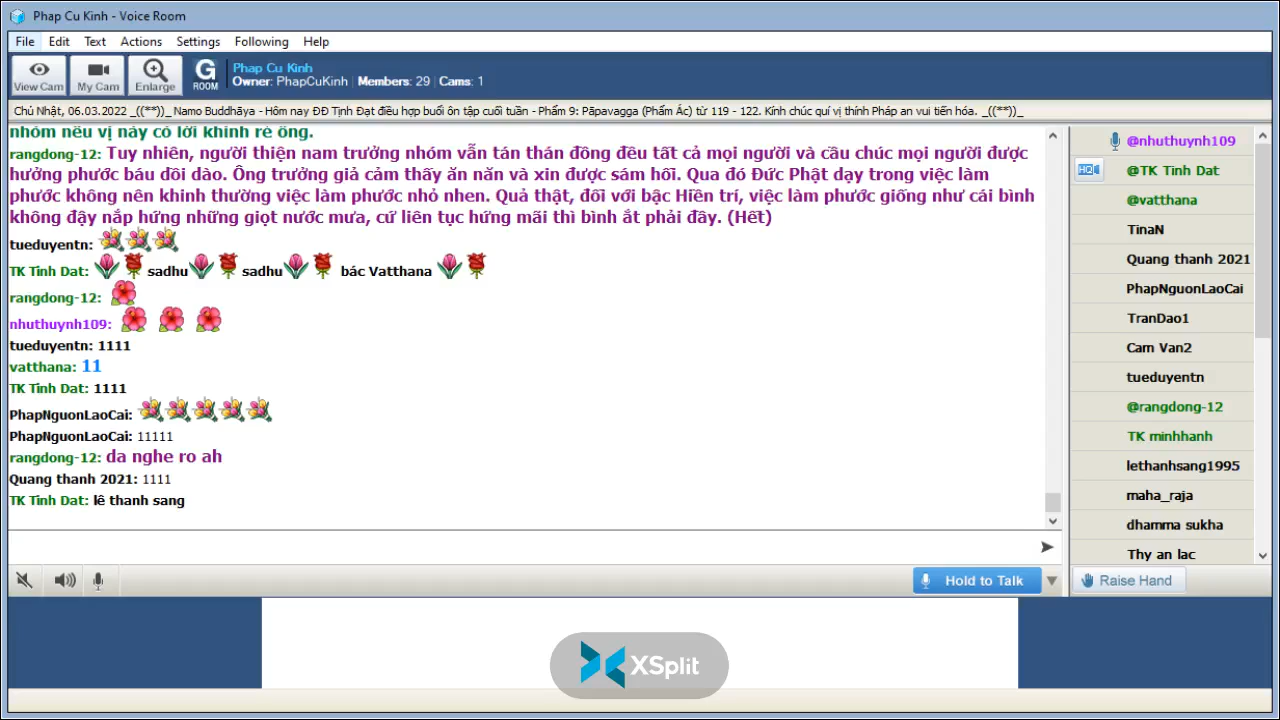 Phap Cu Kinh - Voice Room
File Edit Text Actions Settings Following Help
View Cam My Cam Enlarge G ROOM
Phap Cu Kinh
Owner: PhapCuKinh | Members: 29 | Cams: 1
Chủ Nhật, 06.03.2022 _((**))_ Namo Buddhāya - Hôm nay ĐĐ Tịnh Đạt điều hợp buổi ôn tập cuối tuần - Phẩm 9: Pāpavagga (Phẩm Ác) từ 119 - 122. Kính chúc quí vị thính Pháp an vui tiến hóa. _((**))_
nhóm nếu vị này có lời khinh rẻ ông.
rangdong-12: Tuy nhiên, người thiện nam trưởng nhóm vẫn tán thán đồng đều tất cả mọi người và cầu chúc mọi người được
hưởng phước báu dồi dào. Ông trưởng giả cảm thấy ăn năn và xin được sám hối. Qua đó Đức Phật dạy trong việc làm
phước không nên khinh thường việc làm phước nhỏ nhen. Quả thật, đối với bậc Hiền trí, việc làm phước giống như cái bình
không đậy nắp hứng những giọt nước mưa, cứ liên tục hứng mãi thì bình ắt phải đầy. (Hết)
tueduyentn:
TK Tinh Dat: sadhu sadhu bác Vatthana
rangdong-12:
nhuthuynh109:
tueduyentn: 1111
vatthana: 11
TK Tinh Dat: 1111
PhapNguonLaoCai:
PhapNguonLaoCai: 11111
rangdong-12: da nghe ro ah
Quang thanh 2021: 1111
TK Tinh Dat: lê thanh sang
@nhuthuynh109
HQ @TK Tinh Dat
@vatthana
TinaN
Quang thanh 2021
PhapNguonLaoCai
TranDao1
Cam Van2
tueduyentn
@rangdong-12
TK minhhanh
lethanhsang1995
maha_raja
dhamma sukha
Thy an lac
Hold to Talk
Raise Hand
XSplit